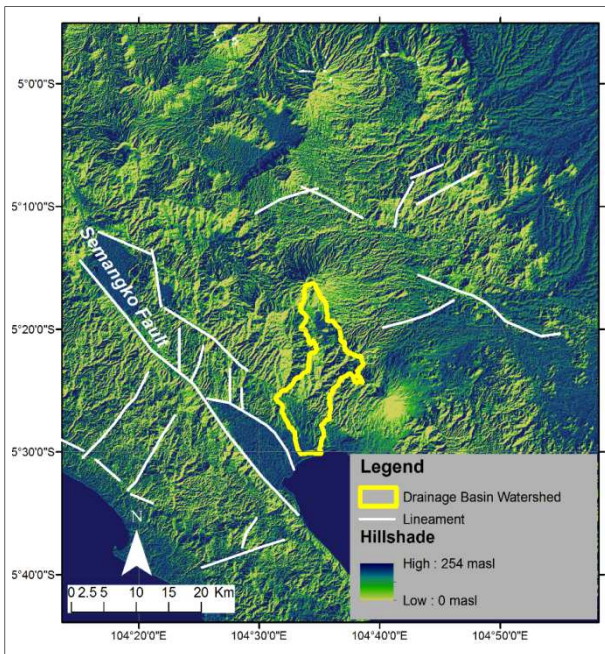 5°0'0"S
5°10'0"S
5°20'0"S
5°30'0"S
5°40'0"S
Semangko Fault
N
0 2.5 5 10 15 20 Km
Legend
Drainage Basin Watershed
Lineament
Hillshade
High : 254 masl
Low : 0 masl
104°20'0"E
104°30'0"E
104°40'0"E
104°50'0"E